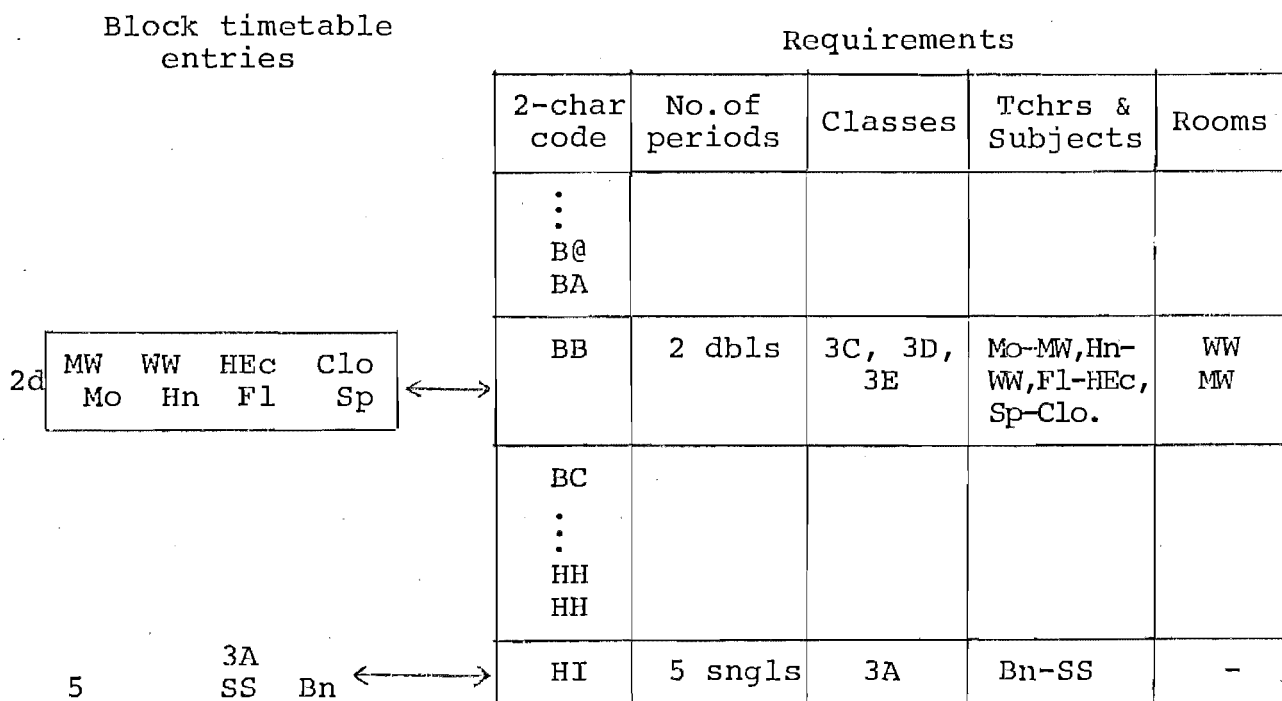 Block timetable
entries
Requirements
2-char No.of Classes Tchrs & Rooms
code periods Subjects
B@
BA
2d MW WW HEc Clo BB 2 dbls 3C, 3D, Mo-MW,Hn- WW
Mo Hn Fl Sp 3E WW,Fl-HEc, MW
Sp-Clo.
BC
HH
HH
3A
5 SS Bn HI 5 sngls 3A Bn-SS -